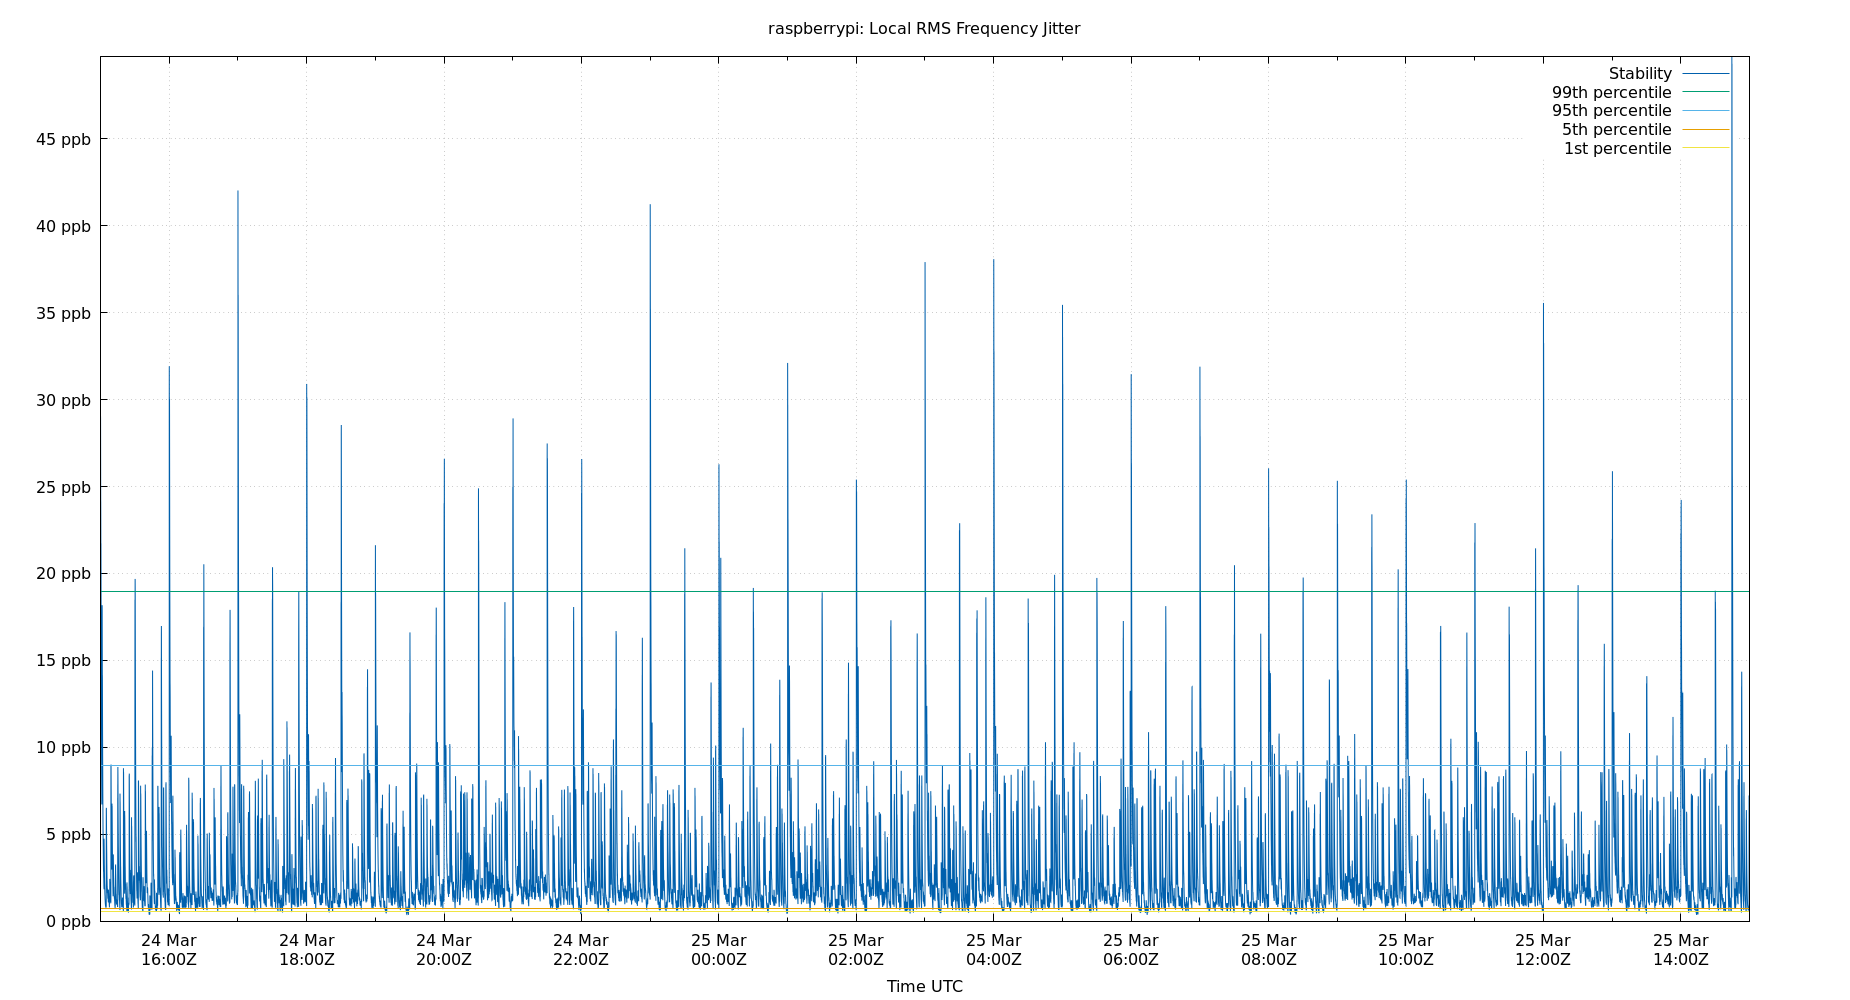 raspberrypi: Local RMS Frequency Jitter
Stability
99th percentile
95th percentile
5th percentile
1st percentile
45 ppb
40 ppb
35 ppb
30 ppb
25 ppb
20 ppb
15 ppb
10 ppb
5 ppb
0 ppb
24 Mar 24 Mar 24 Mar 24 Mar 25 Mar 25 Mar 25 Mar 25 Mar 25 Mar 25 Mar 25 Mar 25 Mar
16:00Z 18:00Z 20:00Z 22:00Z 00:00Z 02:00Z 04:00Z 06:00Z 08:00Z 10:00Z 12:00Z 14:00Z
Time UTC